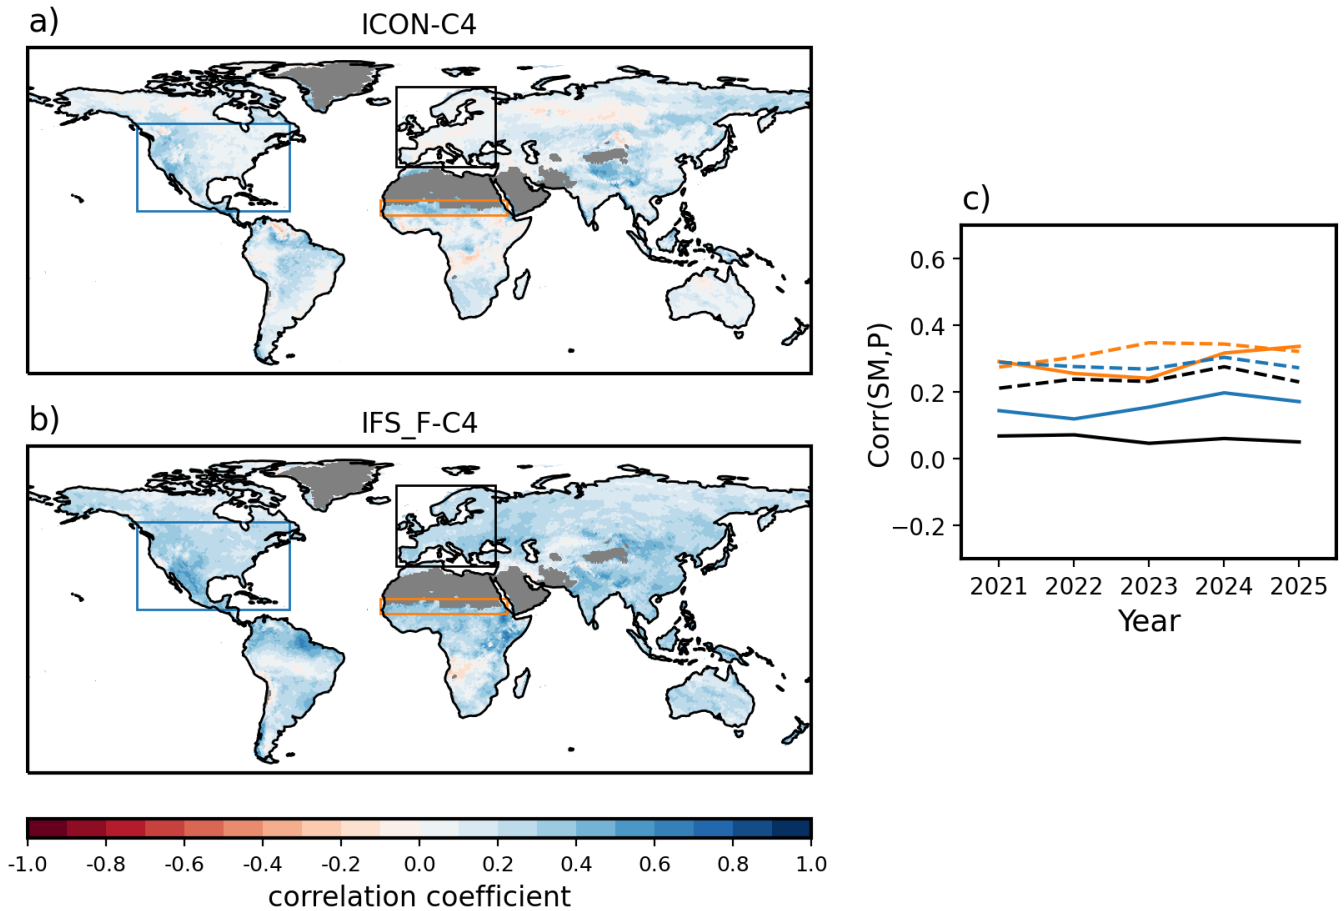 a)
ICON-C4
b)
IFS_F-C4
-1.0 -0.8 -0.6 -0.4 -0.2 0.0 0.2 0.4 0.6 0.8 1.0
correlation coefficient
c)
0.6
0.4
0.2
0.0
−0.2
Corr(SM,P)
2021 2022 2023 2024 2025
Year